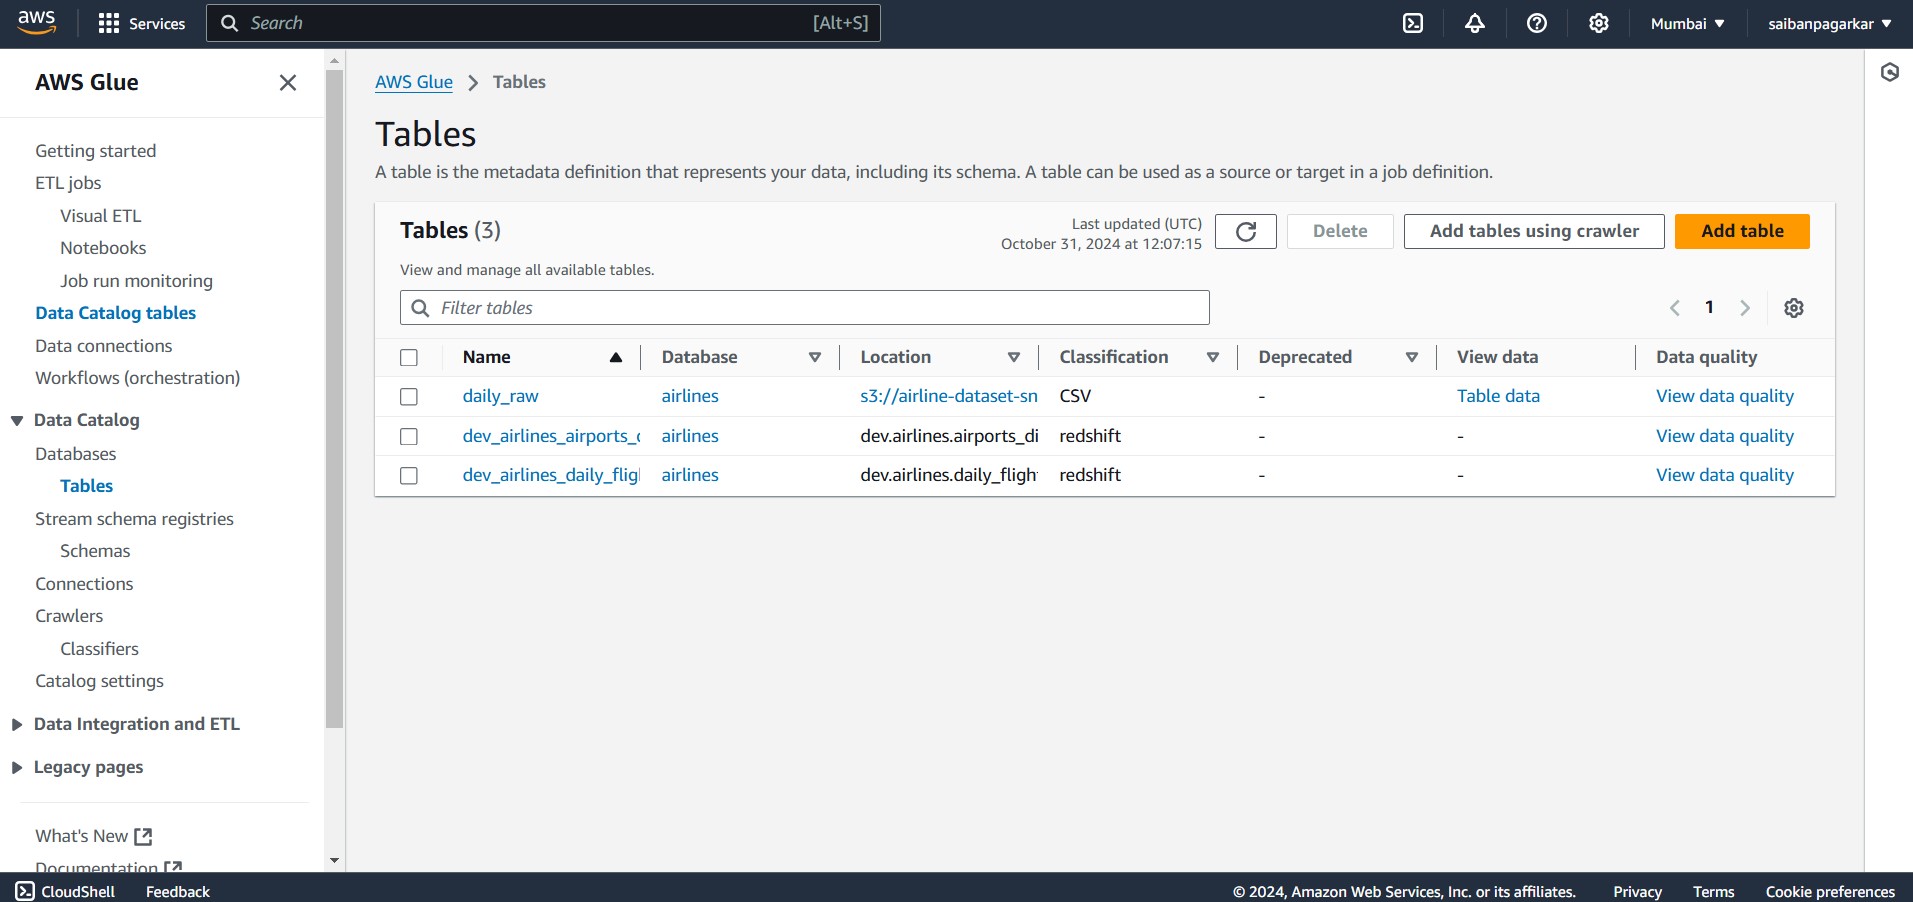 aws
Services
Search
[Alt+S]
Mumbai
saibanpagarkar
AWS Glue
Getting started
ETL jobs
Visual ETL
Notebooks
Job run monitoring
Data Catalog tables
Data connections
Workflows (orchestration)
Data Catalog
Databases
Tables
Stream schema registries
Schemas
Connections
Crawlers
Classifiers
Catalog settings
Data Integration and ETL
Legacy pages
What's New
Documentation
AWS Glue > Tables
Tables
A table is the metadata definition that represents your data, including its schema. A table can be used as a source or target in a job definition.
Tables (3)
Last updated (UTC)
October 31, 2024 at 12:07:15
Delete
Add tables using crawler
Add table
View and manage all available tables.
Filter tables
1
Name Database Location Classification Deprecated View data Data quality
daily_raw airlines s3://airline-dataset-sn CSV - Table data View data quality
dev_airlines_airports_ airlines dev.airlines.airports_di redshift - - View data quality
dev_airlines_daily_flig airlines dev.airlines.daily_flight redshift - - View data quality
CloudShell Feedback © 2024, Amazon Web Services, Inc. or its affiliates. Privacy Terms Cookie preferences